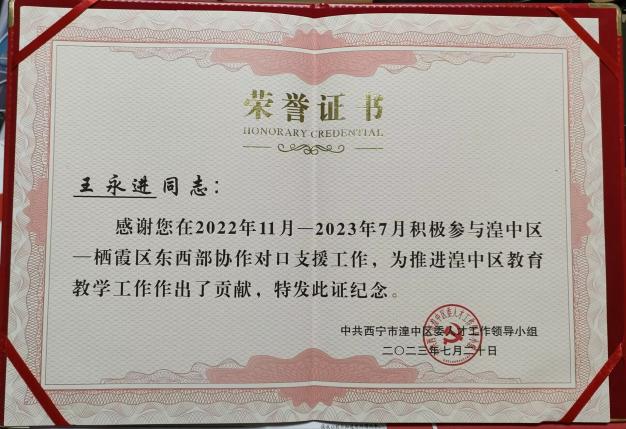 荣誉证书
HONORARY CREDENTIAL
王永进同志：
感谢您在2022年11月—2023年7月积极参与湟中区
—栖霞区东西部协作对口支援工作，为推进湟中区教育
教学工作作出了贡献，特发此证纪念。
中共西宁市湟中区委人才工作领导小组
二〇二三年七月二十日